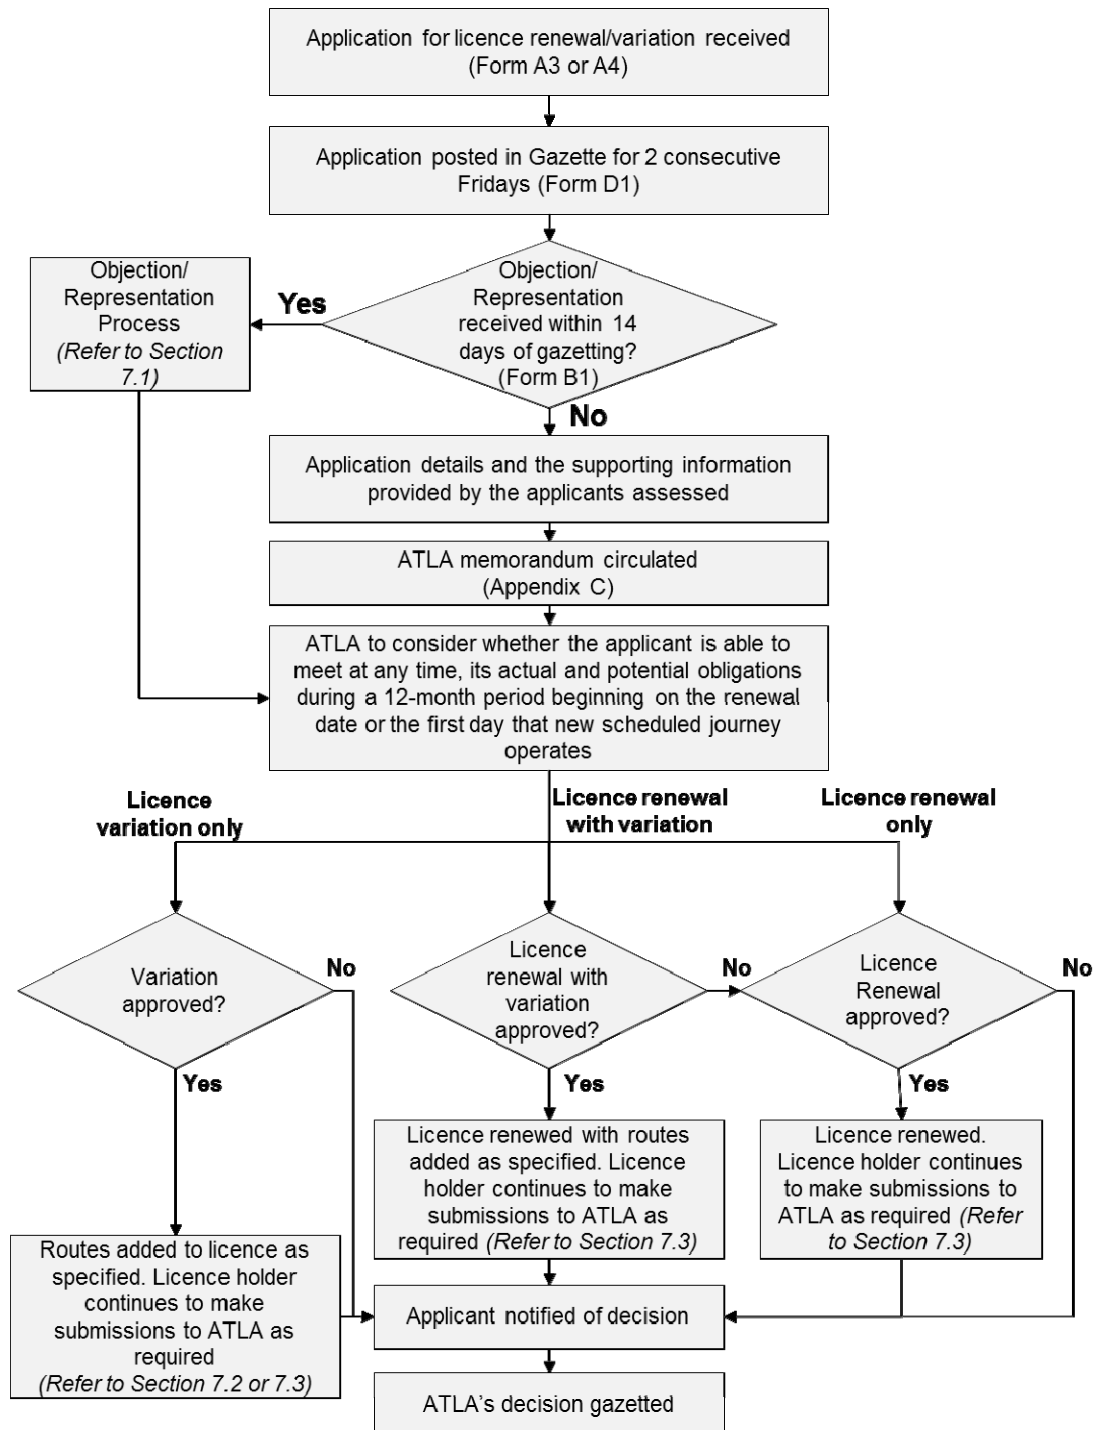 Application for licence renewal/variation received
(Form A3 or A4)
Application posted in Gazette for 2 consecutive
Fridays (Form D1)
Objection/
Representation
received within 14
days of gazetting?
(Form B1)
Yes
Objection/
Representation
Process
(Refer to Section
7.1)
No
Application details and the supporting information
provided by the applicants assessed
ATLA memorandum circulated
(Appendix C)
ATLA to consider whether the applicant is able to
meet at any time, its actual and potential obligations
during a 12-month period beginning on the renewal
date or the first day that new scheduled journey
operates
Licence
variation only
Licence renewal
with variation
Licence renewal
only
Variation
approved?
No
Licence
renewal with
variation
approved?
No
Licence
Renewal
approved?
No
Yes
Yes
Yes
Licence renewed with routes
added as specified. Licence
holder continues to make
submissions to ATLA as
required (Refer to Section 7.3)
Licence renewed.
Licence holder continues
to make submissions to
ATLA as required (Refer
to Section 7.3)
Routes added to licence as
specified. Licence holder
continues to make
submissions to ATLA as
required
(Refer to Section 7.2 or 7.3)
Applicant notified of decision
ATLA's decision gazetted